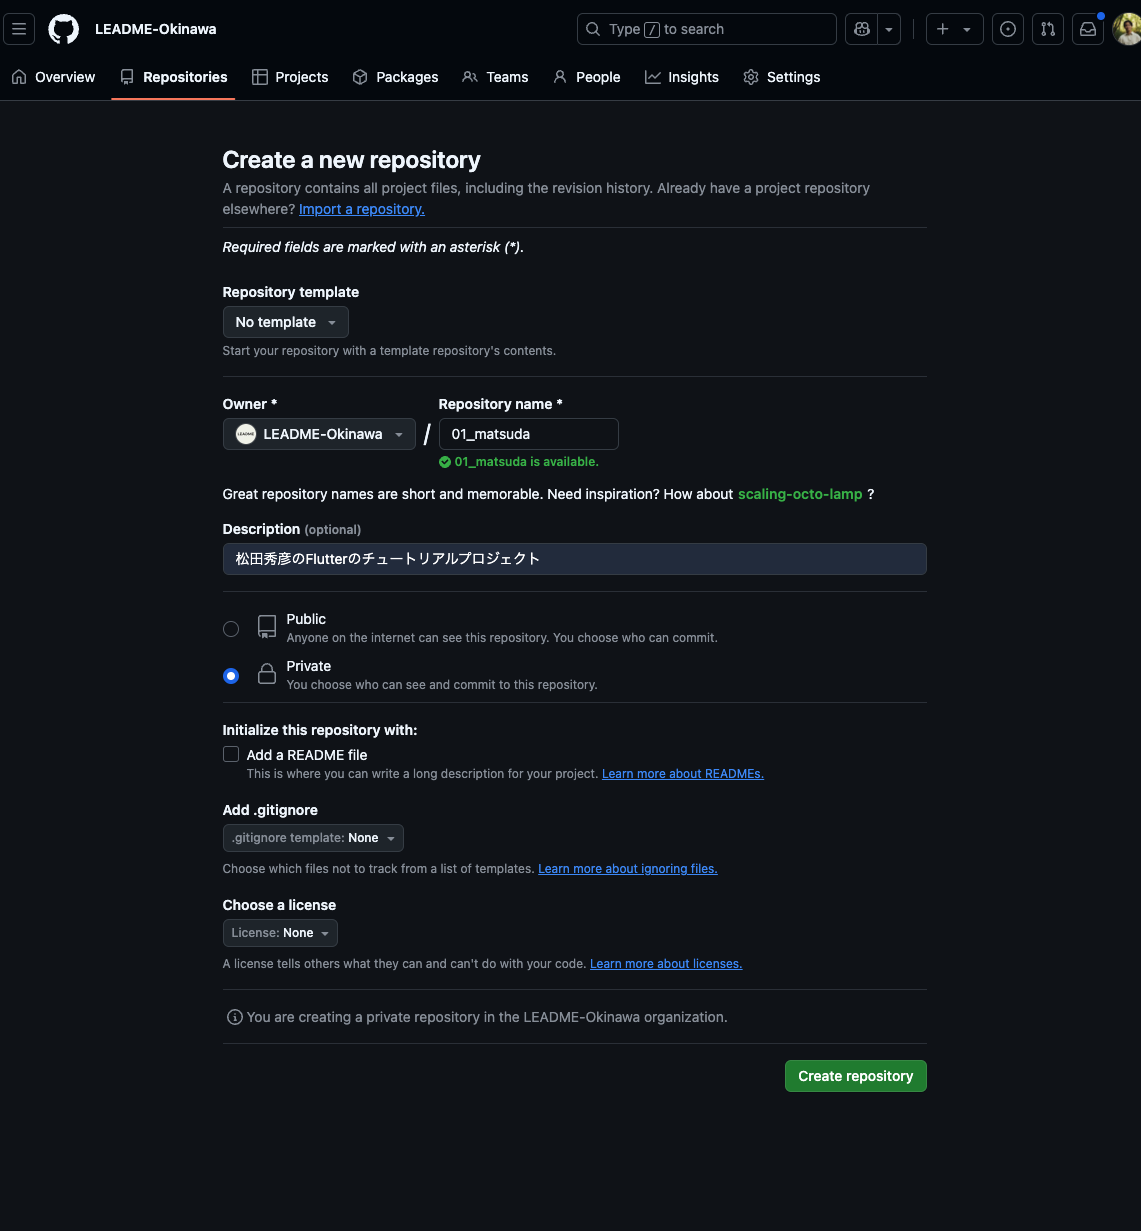 LEADME-Okinawa
Type / to search
Overview
Repositories
Projects
Packages
Teams
People
Insights
Settings
Create a new repository
A repository contains all project files, including the revision history. Already have a project repository
elsewhere? Import a repository.
Required fields are marked with an asterisk (*).
Repository template
No template
Start your repository with a template repository's contents.
Owner *
Repository name *
LEADME-Okinawa
/
01_matsuda
01_matsuda is available.
Great repository names are short and memorable. Need inspiration? How about scaling-octo-lamp ?
Description (optional)
松田秀彦のFlutterのチュートリアルプロジェクト
Public
Anyone on the internet can see this repository. You choose who can commit.
Private
You choose who can see and commit to this repository.
Initialize this repository with:
Add a README file
This is where you can write a long description for your project. Learn more about READMEs.
Add .gitignore
.gitignore template: None
Choose which files not to track from a list of templates. Learn more about ignoring files.
Choose a license
License: None
A license tells others what they can and can't do with your code. Learn more about licenses.
You are creating a private repository in the LEADME-Okinawa organization.
Create repository